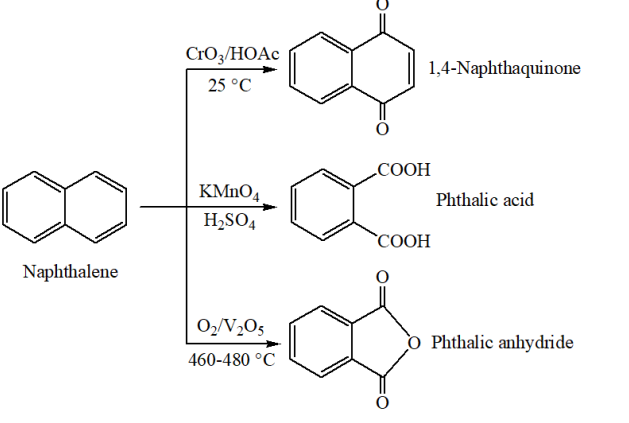 O
CrO₃/HOAc
25 °C
1,4-Naphthaquinone
O
COOH
KMnO₄
Phthalic acid
H₂SO₄
COOH
Naphthalene
O
O₂/V₂O₅
O Phthalic anhydride
460-480 °C
O